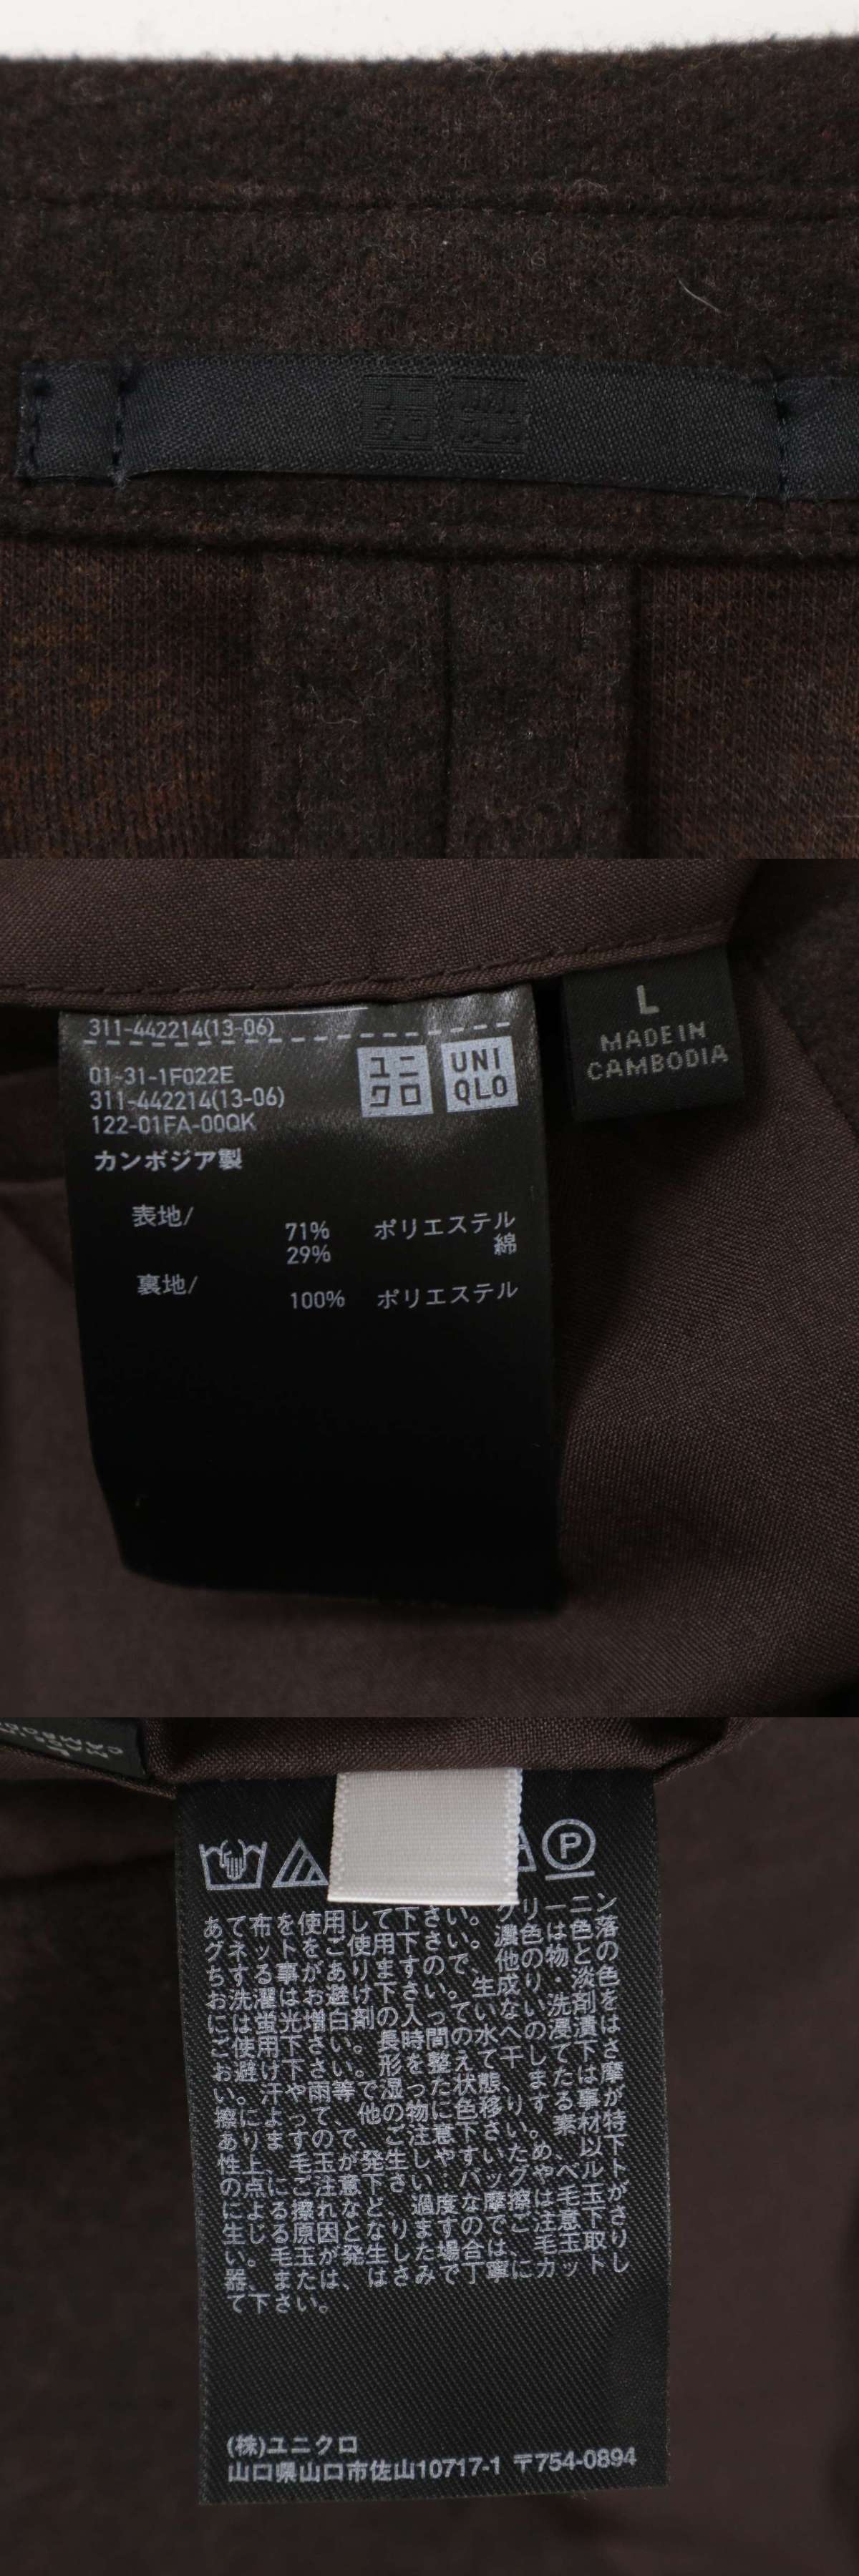 311-442214(13-06)
01-31-1F022E
311-442214(13-06)
122-01FA-00QK
カンボジア製
ユニクロ
UNIQLO
表地/
71% ポリエステル
29% 綿
裏地/
100% ポリエステル
L
MADE IN
CAMBODIA
P
あて布を使用して下さい。クリーニン
グネットをご使用下さい。濃色は色落
ちする事がありますので、他の物との
お洗濯はお避け下さい。生成り・淡色
には蛍光増白剤の入っていない洗剤を
ご使用下さい。長時間の水への浸漬は
お避け下さい。形を整えて干して下さ
い。汗や雨等で湿った状態や、摩
擦により、他の物に色移りする事が
ありますのでご注意下さい。素材の特
性上、毛玉が発生しやすいため、以下
の点にご注意下さい:バッグやベルト
による擦れなど、過度な摩擦は毛玉が
生じる原因となりますのでご注意下さ
い。毛玉が発生した場合は、毛玉取り
器、または、はさみで丁寧にカットし
て下さい。
(株)ユニクロ
山口県山口市佐山10717-1 〒754-0894